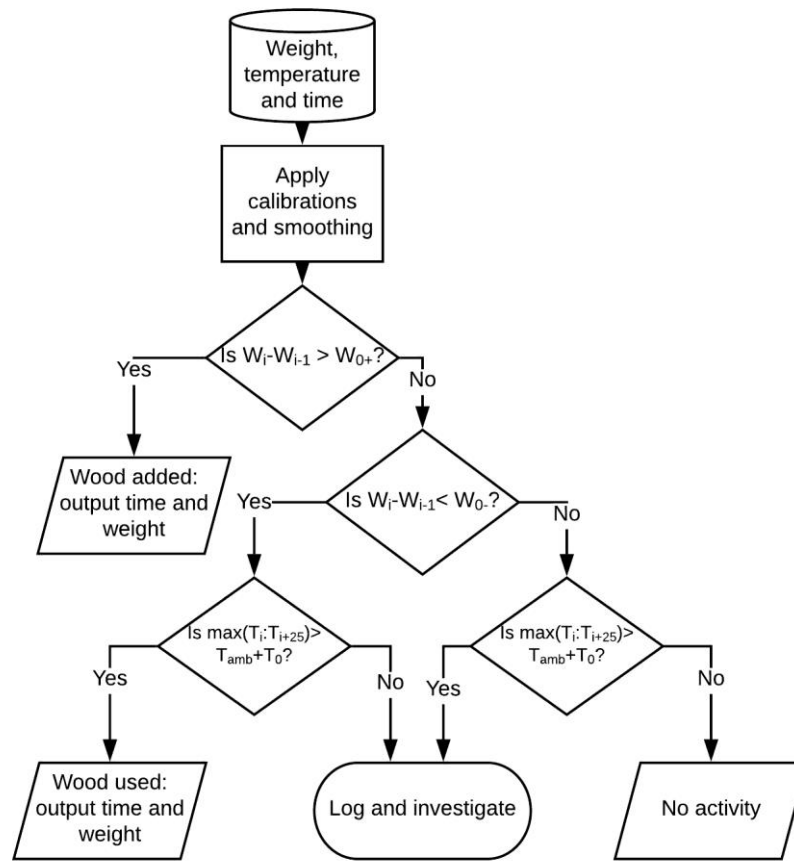 Weight,
temperature
and time
Apply
calibrations
and smoothing
Is Wᵢ-Wᵢ₋₁ > W₀₊?
Yes
No
Wood added:
output time and
weight
Is Wᵢ-Wᵢ₋₁< W₀₋?
Yes
No
Is max(Tᵢ:Tᵢ₊₂₅)>
T_amb+T₀?
Yes
No
Is max(Tᵢ:Tᵢ₊₂₅)>
T_amb+T₀?
Yes
No
Wood used:
output time and
weight
Log and investigate
No activity